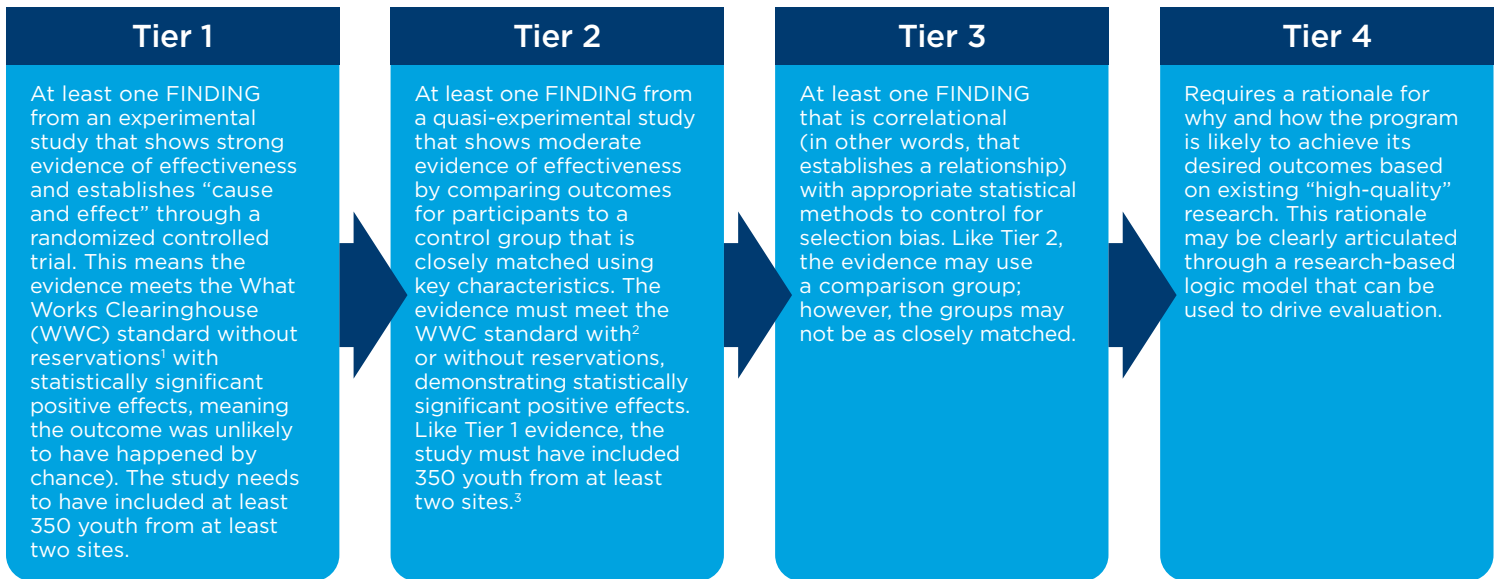 Tier 1
At least one FINDING
from an experimental
study that shows strong
evidence of effectiveness
and establishes “cause
and effect” through a
randomized controlled
trial. This means the
evidence meets the What
Works Clearinghouse
(WWC) standard without
reservations¹ with
statistically significant
positive effects, meaning
the outcome was unlikely
to have happened by
chance). The study needs
to have included at least
350 youth from at least
two sites.
Tier 2
At least one FINDING from
a quasi-experimental study
that shows moderate
evidence of effectiveness
by comparing outcomes
for participants to a
control group that is
closely matched using
key characteristics. The
evidence must meet the
WWC standard with²
or without reservations,
demonstrating statistically
significant positive effects.
Like Tier 1 evidence, the
study must have included
350 youth from at least
two sites.³
Tier 3
At least one FINDING
that is correlational
(in other words, that
establishes a relationship)
with appropriate statistical
methods to control for
selection bias. Like Tier 2,
the evidence may use
a comparison group;
however, the groups may
not be as closely matched.
Tier 4
Requires a rationale for
why and how the program
is likely to achieve its
desired outcomes based
on existing “high-quality”
research. This rationale
may be clearly articulated
through a research-based
logic model that can be
used to drive evaluation.